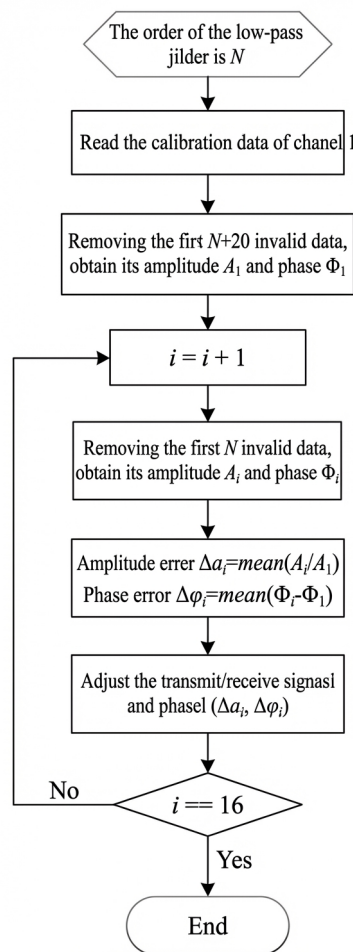 The order of the low-pass
jilder is N
Read the calibration data of chanel 1
Removing the firt N+20 invalid data,
obtain its amplitude A₁ and phase Φ₁
i = i + 1
Removing the first N invalid data,
obtain its amplitude Aᵢ and phase Φᵢ
Amplitude errer Δaᵢ=mean(Aᵢ/A₁)
Phase error Δφᵢ=mean(Φᵢ-Φ₁)
Adjust the transmit/receive signasi
and phasel (Δaᵢ, Δφᵢ)
No
i == 16
Yes
End